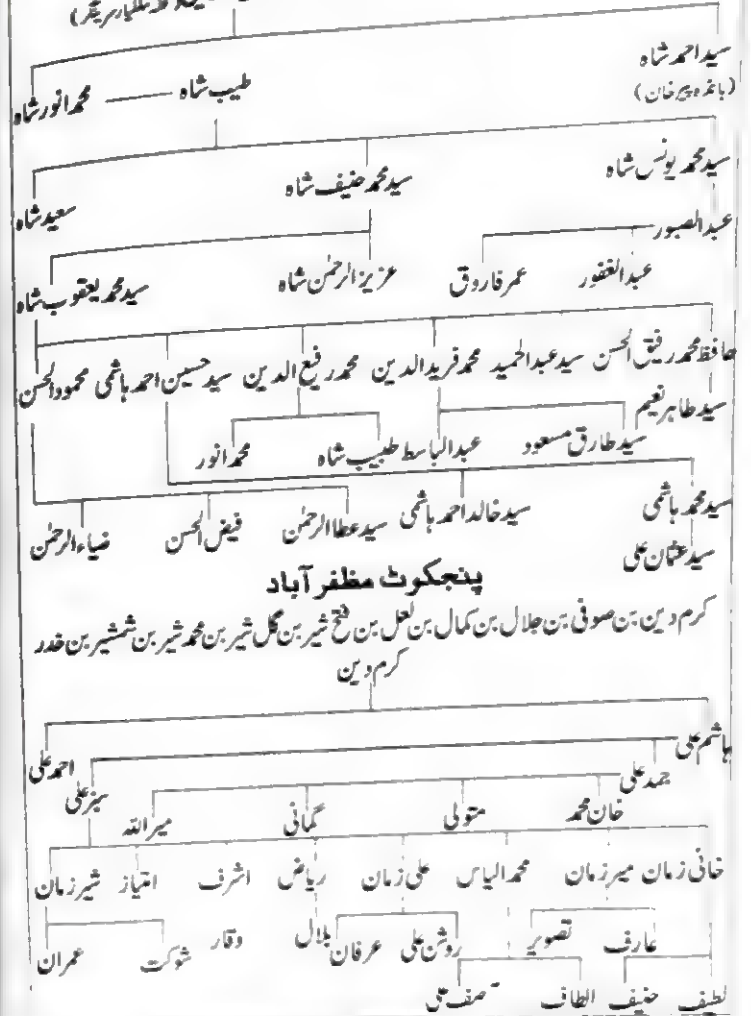 سید احمد شاہ
(بانڈہ پیر خان)
طیب شاہ
محمد انور شاہ
سید محمد یونس شاہ
سید محمد حنیف شاہ
سعید شاہ
عبدالصبور
عبدالغفور
عمر فاروق
عزیز الرحمٰن شاہ
سید محمد یعقوب شاہ
حافظ محمد رفیق الحسن سید عبدالحمید محمد فرید الدین محمد رفیع الدین سید حسین احمد ہاشمی محمود الحسن
سید طاہر نعیم
سید طارق مسعود عبدالباسط طبیب شاہ محمد انور
سید محمد ہاشمی سید خالد احمد ہاشمی سید عطا الرحمٰن فیض الحسن ضیاء الرحمٰن
سید عثمان علی
پنجکوٹ مظفر آباد
کرم دین بن صوفی بن جلال بن کمال بن لعل بن فتح شیر بن گل شیر بن محمد شیر بن شمشیر بن خدر
کرم دین
ہاشم علی
احمد علی
جمد علی
سبز علی
خان محمد متولی گمانی میر اللہ
خانی زمان میر زمان محمد الیاس علی زمان ریاض اشرف امتیاز شیر زمان
عارف تصویر روشن علی عرفان بلال وقار شوکت عمران
لطیف حنیف الطاف